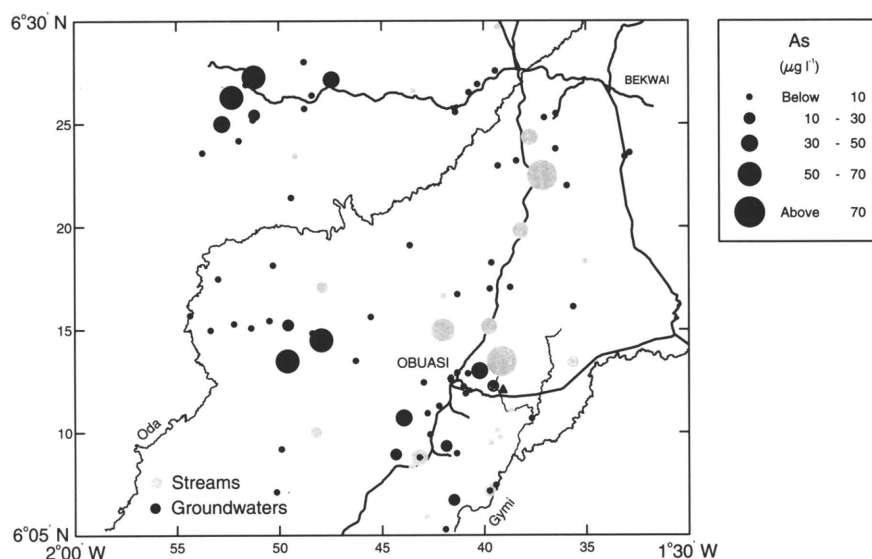 6°30 N
BEKWAI
25
20
15
OBUASI
10
Oda
Streams
Groundwaters
Gymi
6°05 N
2°00 W 55 50 45 40 35 1°30 W
As
(µg l⁻¹)
Below 10
10 - 30
30 - 50
50 - 70
Above 70